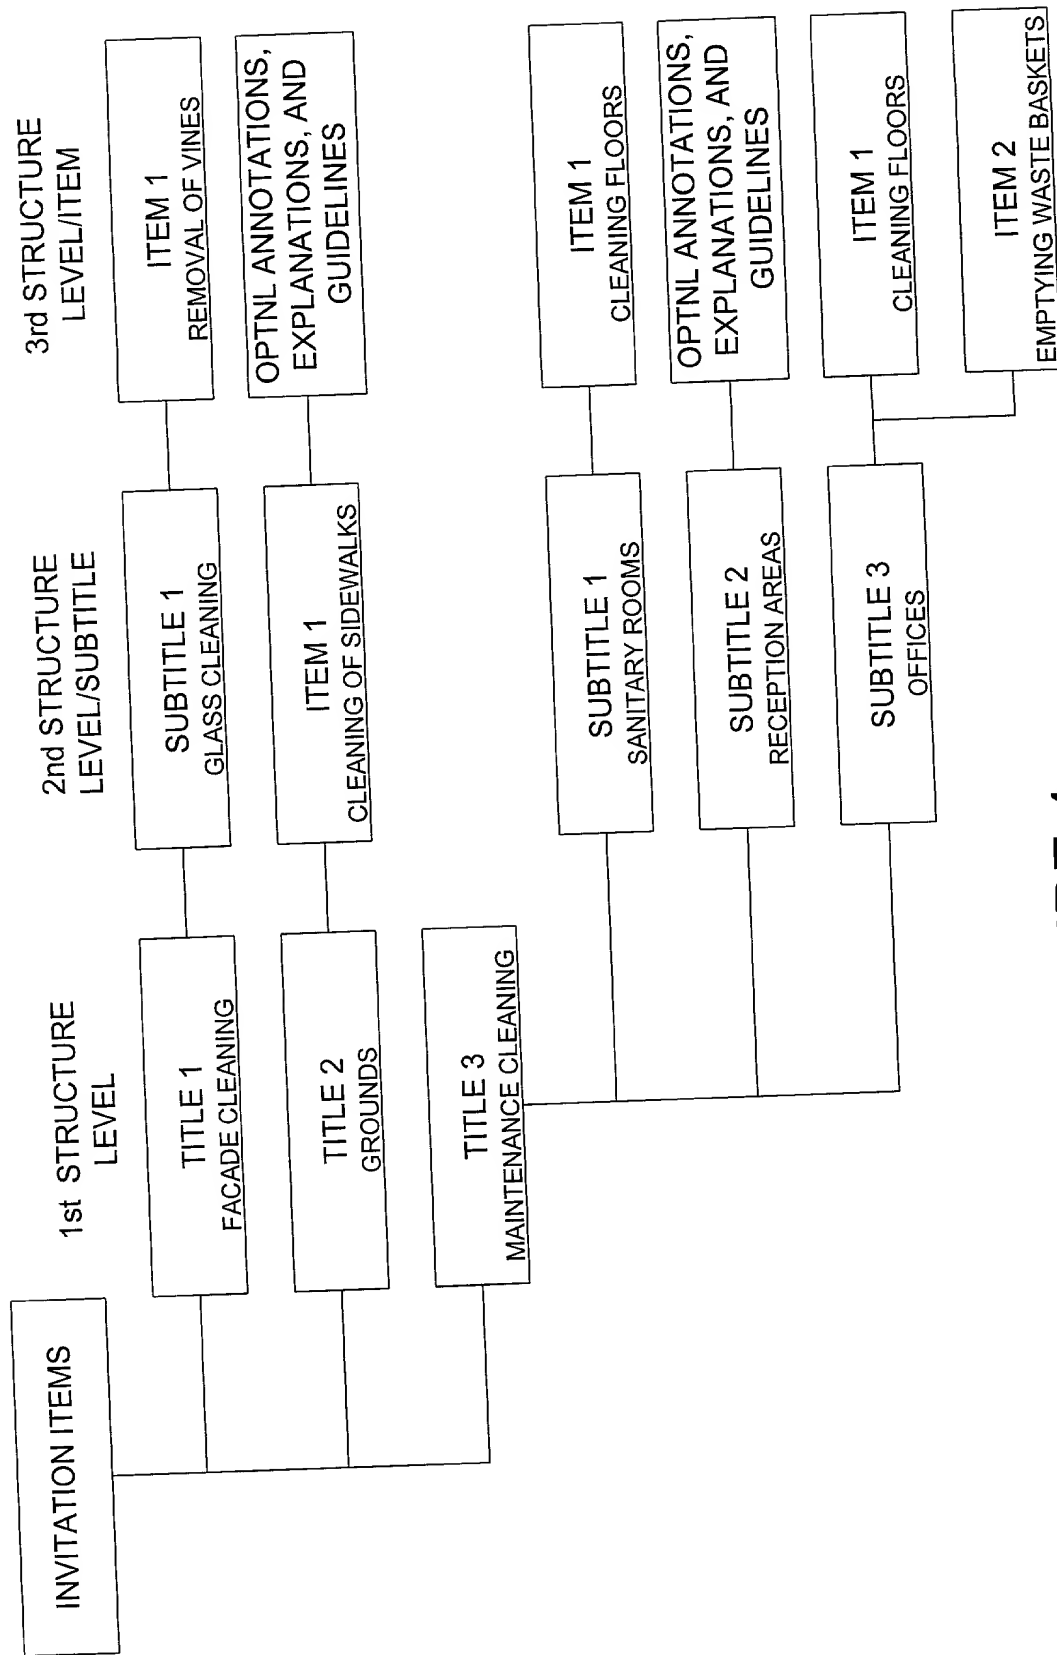 INVITATION ITEMS
1st STRUCTURE
LEVEL
2nd STRUCTURE
LEVEL/SUBTITLE
3rd STRUCTURE
LEVEL/ITEM
TITLE 1
FACADE CLEANING
SUBTITLE 1
GLASS CLEANING
ITEM 1
REMOVAL OF VINES
TITLE 2
GROUNDS
ITEM 1
CLEANING OF SIDEWALKS
OPTNL ANNOTATIONS,
EXPLANATIONS, AND
GUIDELINES
TITLE 3
MAINTENANCE CLEANING
SUBTITLE 1
SANITARY ROOMS
ITEM 1
CLEANING FLOORS
SUBTITLE 2
RECEPTION AREAS
OPTNL ANNOTATIONS,
EXPLANATIONS, AND
GUIDELINES
SUBTITLE 3
OFFICES
ITEM 1
CLEANING FLOORS
ITEM 2
EMPTYING WASTE BASKETS